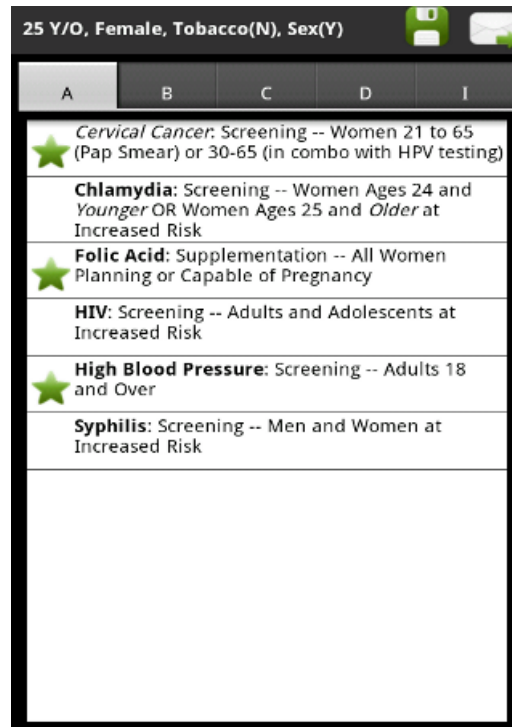 25 Y/O, Female, Tobacco(N), Sex(Y)
A B C D I
Cervical Cancer: Screening -- Women 21 to 65
(Pap Smear) or 30-65 (in combo with HPV testing)
Chlamydia: Screening -- Women Ages 24 and
Younger OR Women Ages 25 and Older at
Increased Risk
Folic Acid: Supplementation -- All Women
Planning or Capable of Pregnancy
HIV: Screening -- Adults and Adolescents at
Increased Risk
High Blood Pressure: Screening -- Adults 18
and Over
Syphilis: Screening -- Men and Women at
Increased Risk